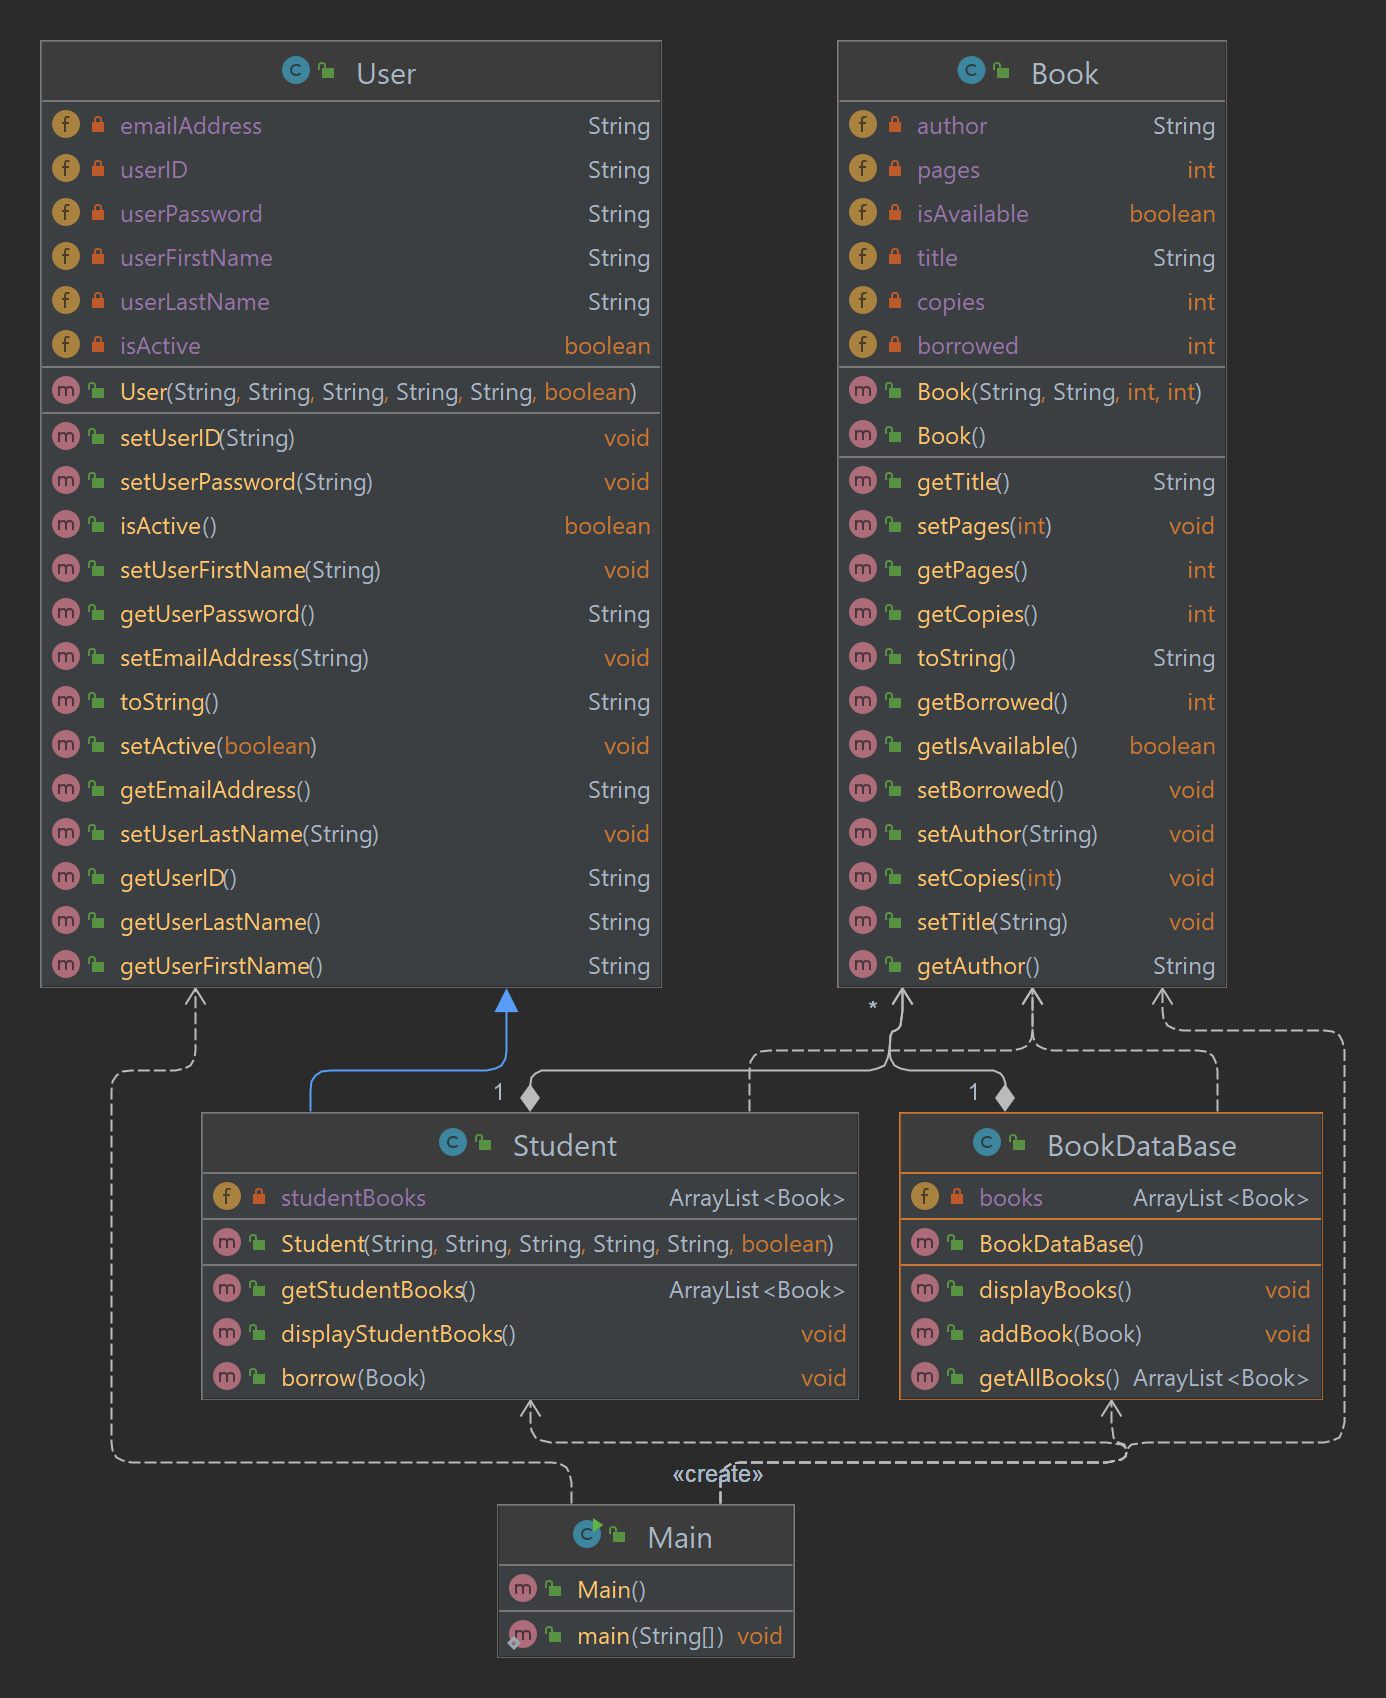 User
emailAddress String
userID String
userPassword String
userFirstName String
userLastName String
isActive boolean
User(String, String, String, String, String, boolean)
setUserID(String) void
setUserPassword(String) void
isActive() boolean
setUserFirstName(String) void
getUserPassword() String
setEmailAddress(String) void
toString() String
setActive(boolean) void
getEmailAddress() String
setUserLastName(String) void
getUserID() String
getUserLastName() String
getUserFirstName() String
Book
author String
pages int
isAvailable boolean
title String
copies int
borrowed int
Book(String, String, int, int)
Book()
getTitle() String
setPages(int) void
getPages() int
getCopies() int
toString() String
getBorrowed() int
getIsAvailable() boolean
setBorrowed() void
setAuthor(String) void
setCopies(int) void
setTitle(String) void
getAuthor() String
*
1
1
Student
studentBooks ArrayList<Book>
Student(String, String, String, String, String, boolean)
getStudentBooks() ArrayList<Book>
displayStudentBooks() void
borrow(Book) void
BookDataBase
books ArrayList<Book>
BookDataBase()
displayBooks() void
addBook(Book) void
getAllBooks() ArrayList<Book>
«create»
Main
Main()
main(String[]) void